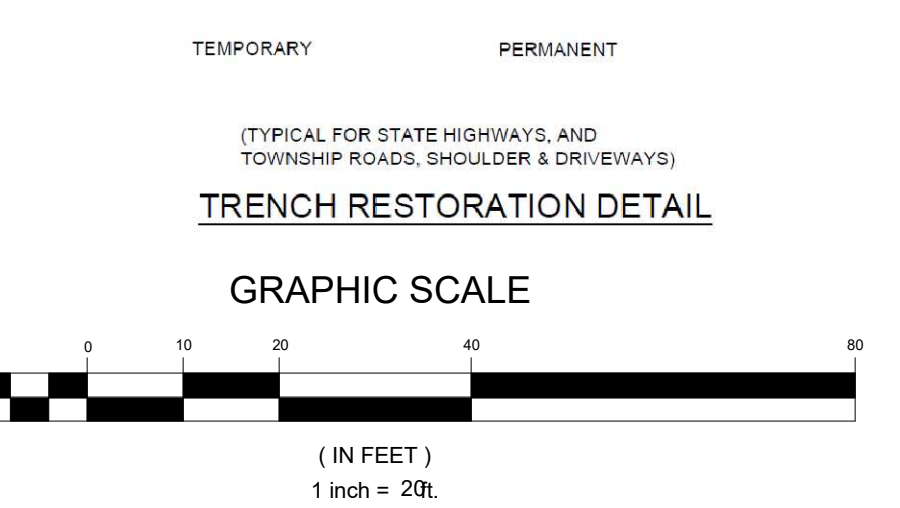 TEMPORARY PERMANENT
(TYPICAL FOR STATE HIGHWAYS, AND
TOWNSHIP ROADS, SHOULDER & DRIVEWAYS)
TRENCH RESTORATION DETAIL
GRAPHIC SCALE
0 10 20 40 80
( IN FEET )
1 inch = 20ft.